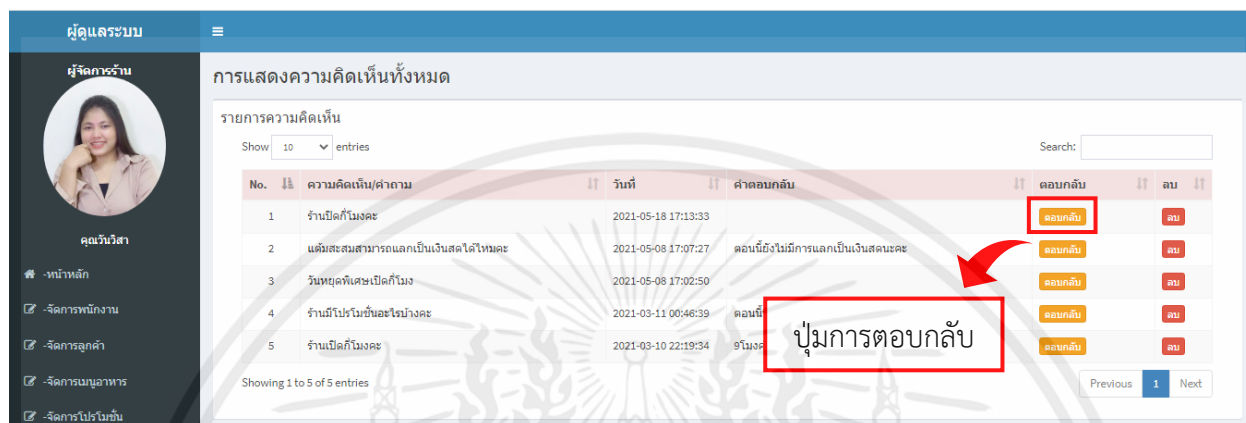 ผู้ดูแลระบบ
ผู้จัดการร้าน
คุณวันวิสา
-หน้าหลัก
-จัดการพนักงาน
-จัดการลูกค้า
-จัดการเมนูอาหาร
-จัดการโปรโมชั่น
การแสดงความคิดเห็นทั้งหมด
รายการความคิดเห็น
Show 10 entries Search:
No. ความคิดเห็น/คำถาม วันที่ คำตอบกลับ ตอบกลับ ลบ
1 ร้านปิดกี่โมงคะ 2021-05-18 17:13:33 ตอบกลับ ลบ
2 แต้มสะสมสามารถแลกเป็นเงินสดได้ไหมคะ 2021-05-08 17:07:27 ตอนนี้ยังไม่มีการแลกเป็นเงินสดนะคะ ตอบกลับ ลบ
3 วันหยุดพิเศษเปิดกี่โมง 2021-05-08 17:02:50 ตอบกลับ ลบ
4 ร้านมีโปรโมชั่นอะไรบ้างคะ 2021-03-11 00:46:39 ตอนนี้ ตอบกลับ ลบ
5 ร้านเปิดกี่โมงคะ 2021-03-10 22:19:34 9โมง ตอบกลับ ลบ
ปุ่มการตอบกลับ
Showing 1 to 5 of 5 entries Previous 1 Next